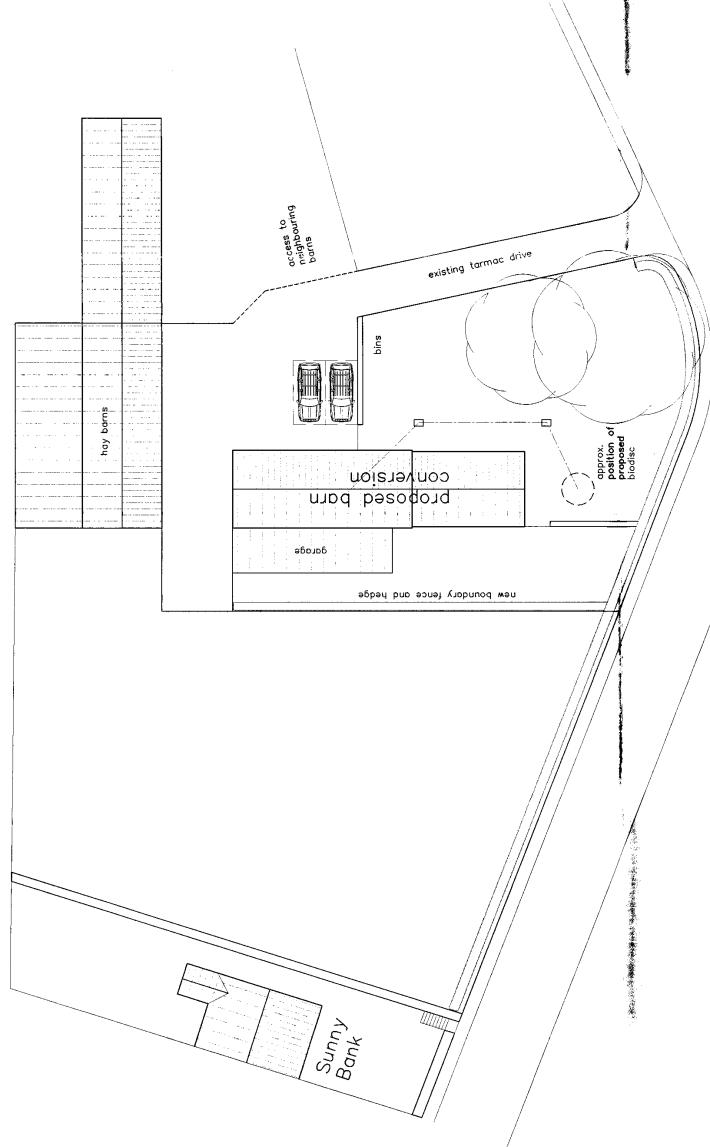 access to
neighbouring
barns
existing tarmac drive
hay barns
bins
proposed barn
conversion
garage
approx.
position of
proposed
biodisc
new boundary fence and hedge
Sunny
Bank